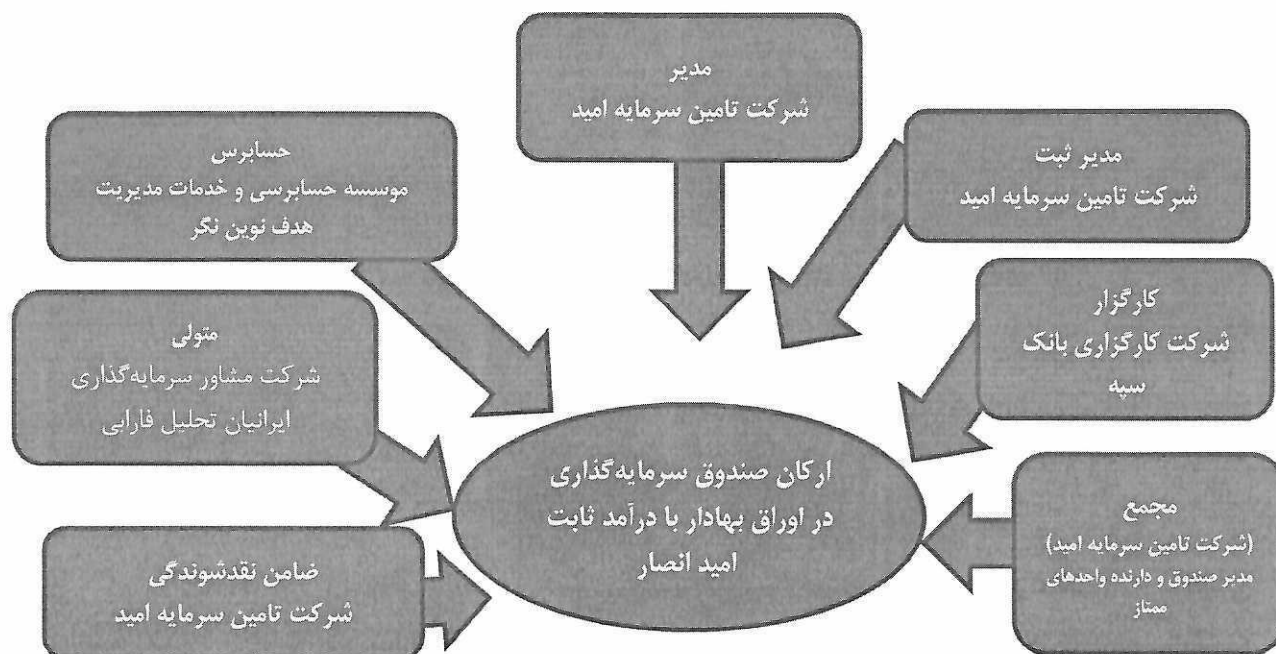 مدیر
شرکت تامین سرمایه امید
مدیر ثبت
شرکت تامین سرمایه امید
کارگزار
شرکت کارگزاری بانک
سپه
مجمع
(شرکت تامین سرمایه امید)
مدیر صندوق و دارنده واحدهای
ممتاز
حسابرس
موسسه حسابرسی و خدمات مدیریت
هدف نوین نگر
متولی
شرکت مشاور سرمایه‌گذاری
ایرانیان تحلیل فارابی
ضامن نقدشوندگی
شرکت تامین سرمایه امید
ارکان صندوق سرمایه‌گذاری
در اوراق بهادار با درآمد ثابت
امید انصار